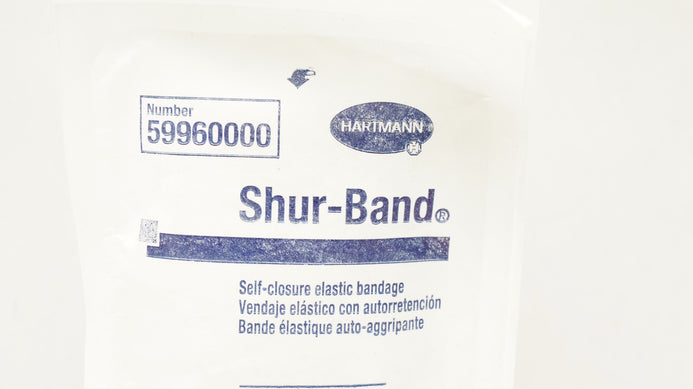 Number
59960000
HARTMANN
Shur-Band®
Self-closure elastic bandage
Vendaje elástico con autorretención
Bande élastique auto-aggripante